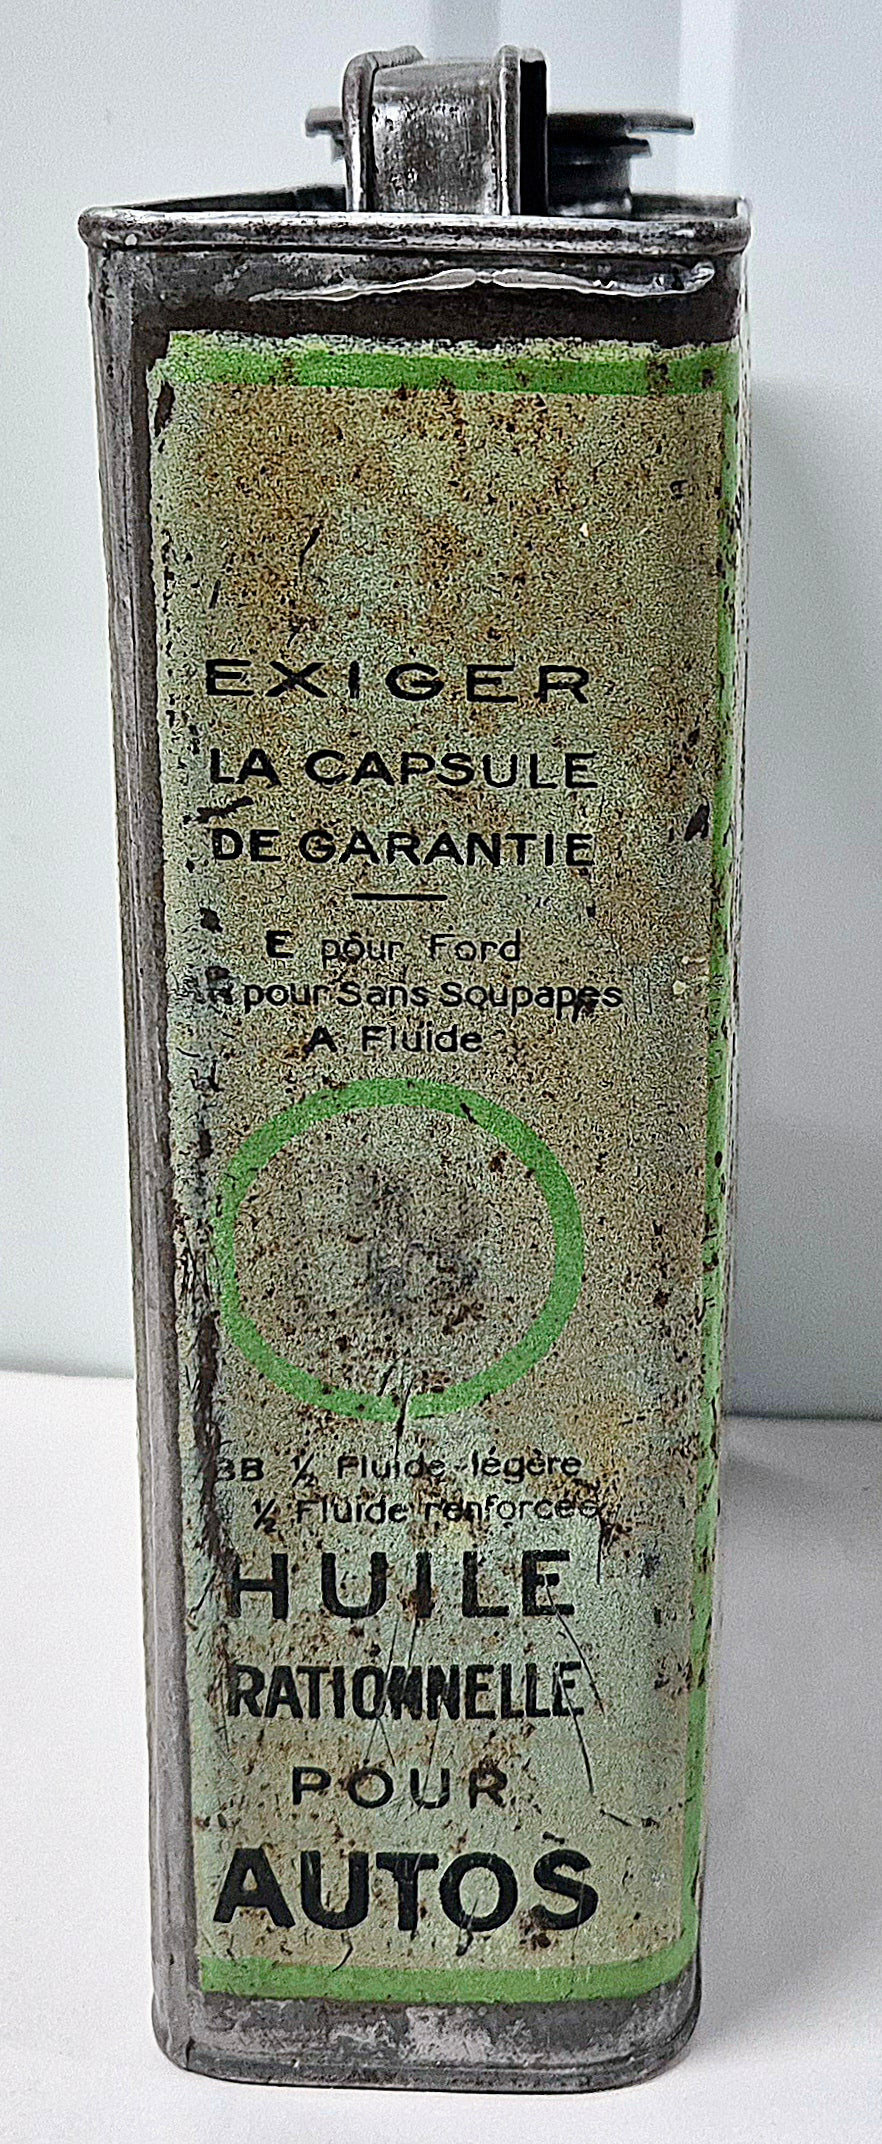 EXIGER
LA CAPSULE
DE GARANTIE
E pour Ford
pour Sans Soupapes
A Fluide
BB ½ Fluide-légère
½ Fluide renforcée
HUILE
RATIONNELLE
POUR
AUTOS